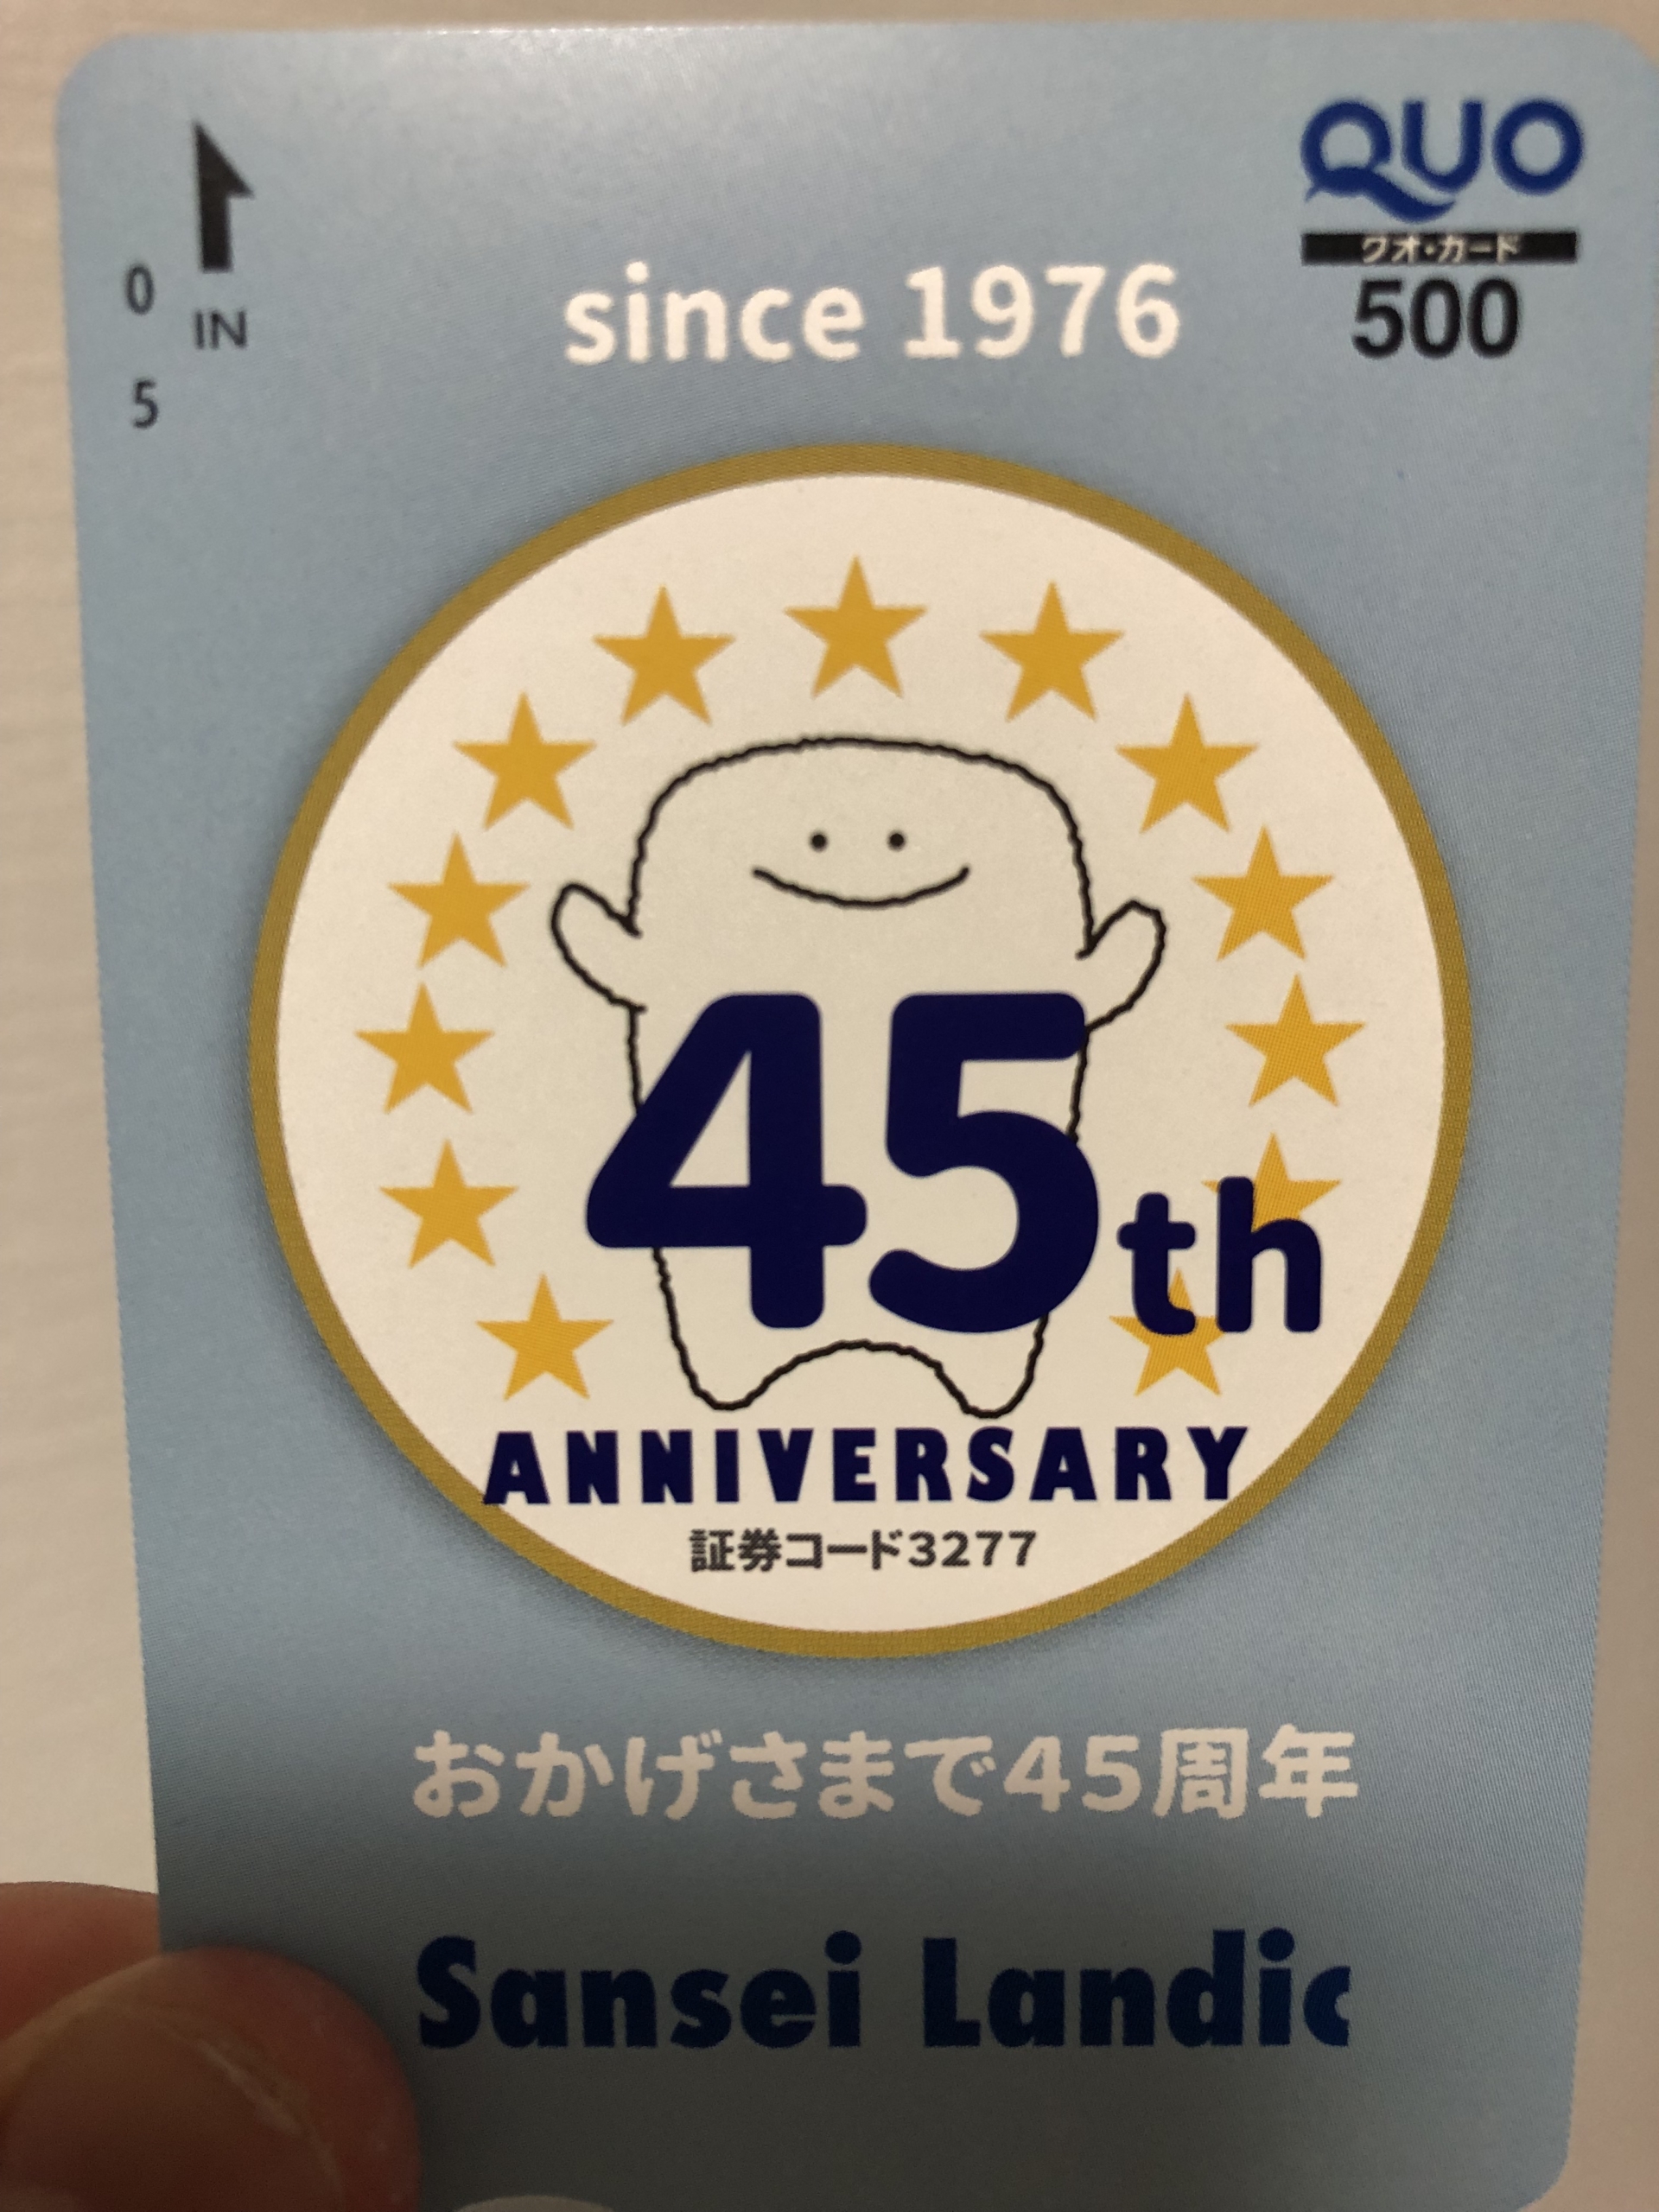 QUO
クオ・カード
500
0
IN
5
since 1976
45th
ANNIVERSARY
証券コード3277
おかげさまで45周年
Sansei Landic